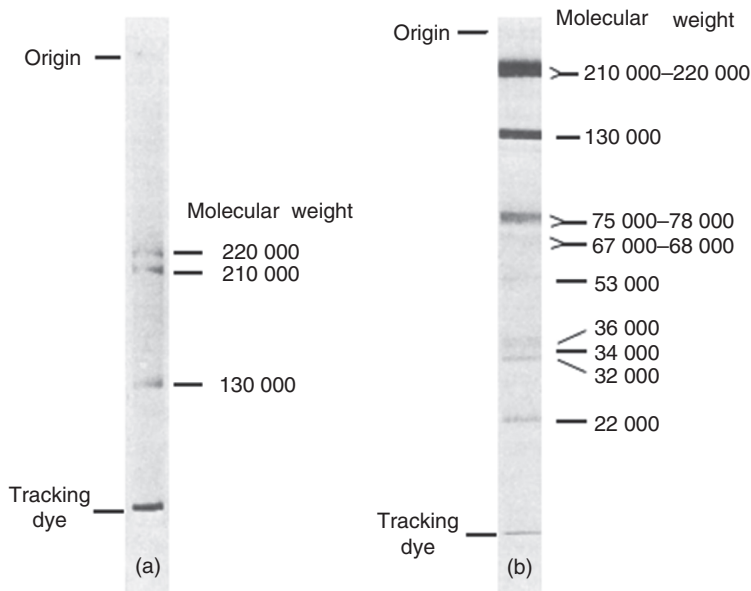 Origin
Molecular weight
220 000
210 000
130 000
Tracking
dye
(a)
Origin
Molecular weight
210 000–220 000
130 000
75 000–78 000
67 000–68 000
53 000
36 000
34 000
32 000
22 000
Tracking
dye
(b)